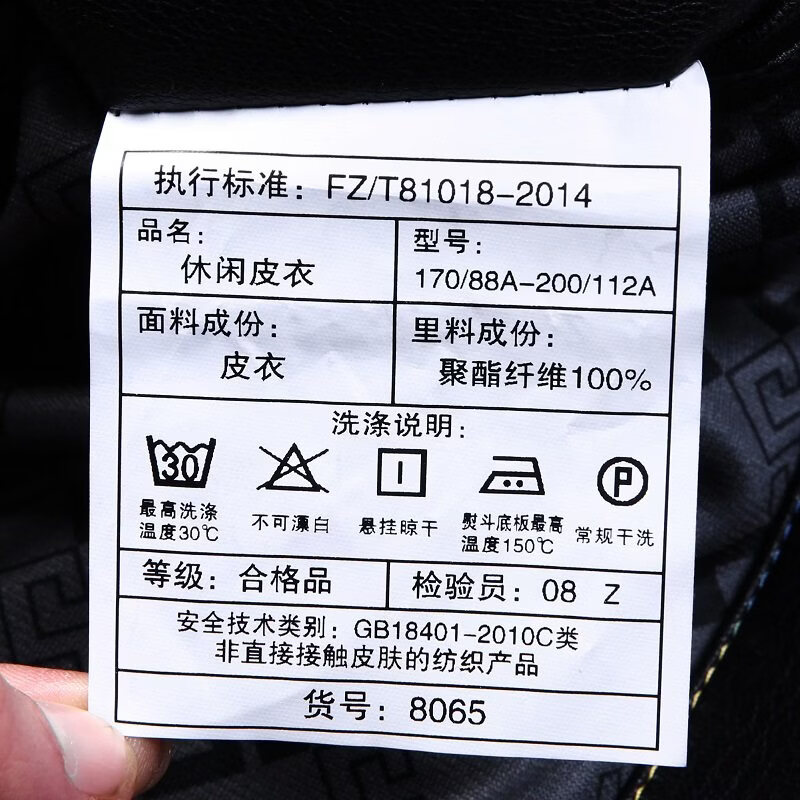 执行标准：FZ/T81018-2014
品名：
休闲皮衣
型号：
170/88A-200/112A
面料成份：
皮衣
里料成份：
聚酯纤维100%
洗涤说明：
30
P
最高洗涤
温度30℃
不可漂白
悬挂晾干
熨斗底板最高
温度150℃
常规干洗
等级：合格品
检验员：08 Z
安全技术类别：GB18401-2010C类
非直接接触皮肤的纺织产品
货号：8065